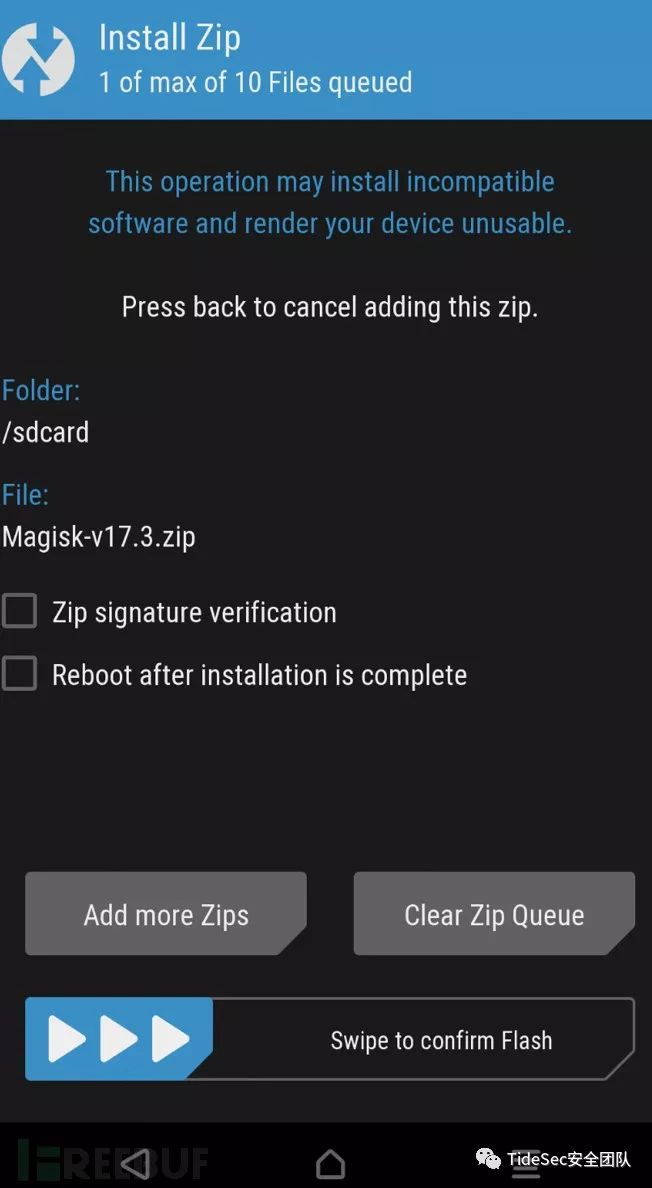 Install Zip
1 of max of 10 Files queued
This operation may install incompatible
software and render your device unusable.
Press back to cancel adding this zip.
Folder:
/sdcard
File:
Magisk-v17.3.zip
Zip signature verification
Reboot after installation is complete
Add more Zips
Clear Zip Queue
Swipe to confirm Flash
FREEBUF
TideSec安全团队